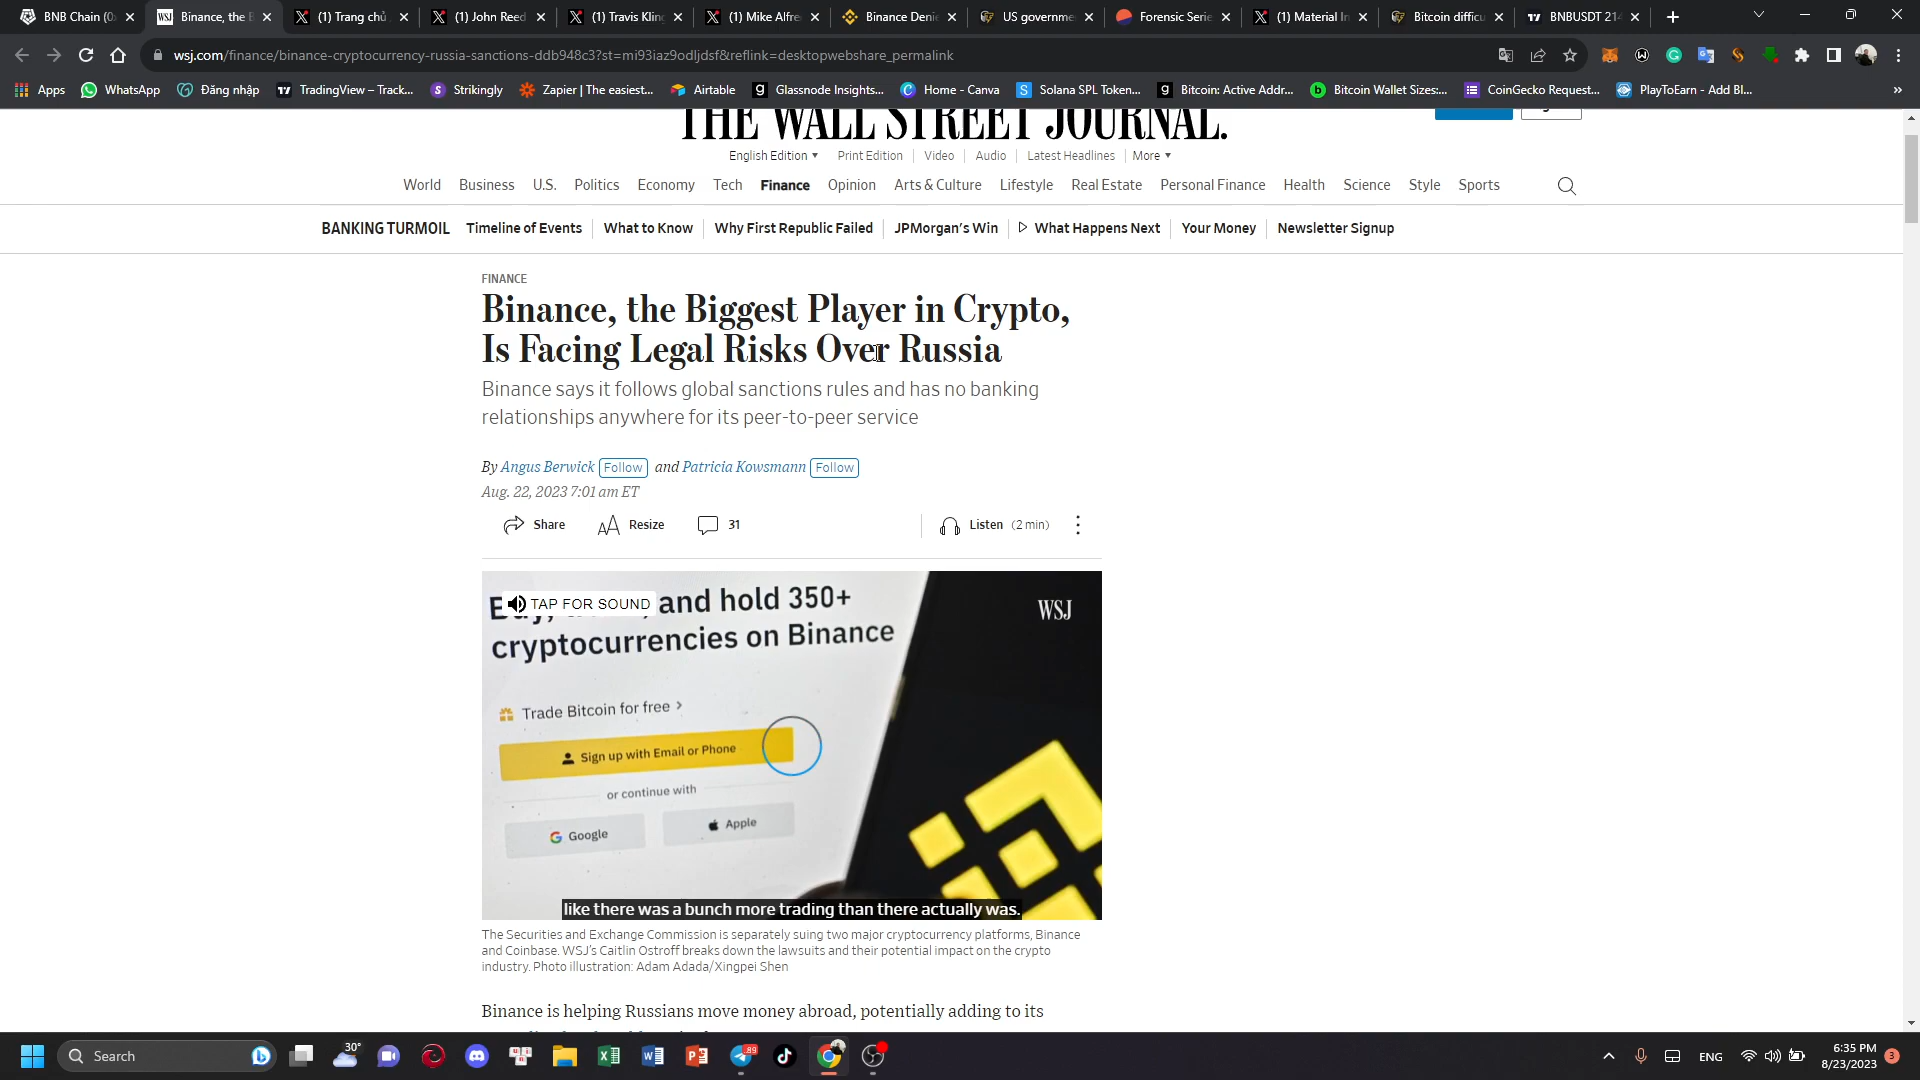 BNB Chain (0x
Binance, the B
(1) Trang chủ
(1) John Reed
(1) Travis Kling
(1) Mike Alfre
Binance Denie
US governme
Forensic Serie
(1) Material In
Bitcoin difficu
BNBUSDT 214
wsj.com/finance/binance-cryptocurrency-russia-sanctions-ddb948c3?st=mi93iaz9odljdsf&reflink=desktopwebshare_permalink
Apps
WhatsApp
Đăng nhập
TradingView – Track...
Strikingly
Zapier | The easiest...
Airtable
Glassnode Insights...
Home - Canva
Solana SPL Token...
Bitcoin: Active Addr...
Bitcoin Wallet Sizes:...
CoinGecko Request...
PlayToEarn - Add Bl...
»
THE WALL STREET JOURNAL.
English Edition
Print Edition
Video
Audio
Latest Headlines
More
World
Business
U.S.
Politics
Economy
Tech
Finance
Opinion
Arts & Culture
Lifestyle
Real Estate
Personal Finance
Health
Science
Style
Sports
BANKING TURMOIL
Timeline of Events
What to Know
Why First Republic Failed
JPMorgan's Win
What Happens Next
Your Money
Newsletter Signup
FINANCE
Binance, the Biggest Player in Crypto,
Is Facing Legal Risks Over Russia
Binance says it follows global sanctions rules and has no banking
relationships anywhere for its peer-to-peer service
By Angus Berwick Follow and Patricia Kowsmann Follow
Aug. 22, 2023 7:01 am ET
Share
Resize
31
Listen (2 min)
TAP FOR SOUND
and hold 350+
cryptocurrencies on Binance
WSJ
Trade Bitcoin for free >
Sign up with Email or Phone
or continue with
Google
Apple
like there was a bunch more trading than there actually was.
The Securities and Exchange Commission is separately suing two major cryptocurrency platforms, Binance
and Coinbase. WSJ's Caitlin Ostroff breaks down the lawsuits and their potential impact on the crypto
industry. Photo illustration: Adam Adada/Xingpei Shen
Binance is helping Russians move money abroad, potentially adding to its
Search
30°
89
ENG
6:35 PM
8/23/2023
3